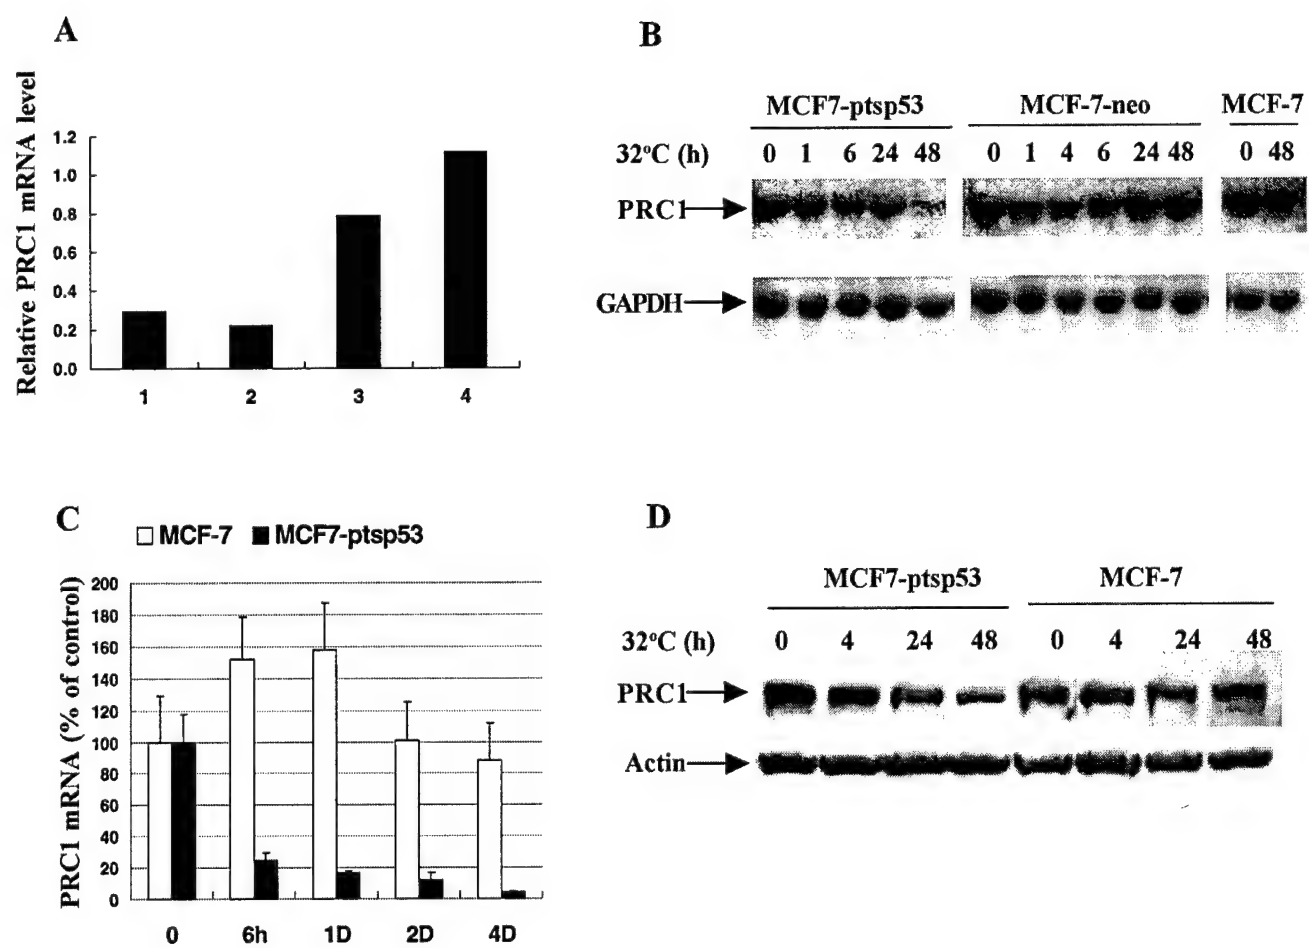 A
Relative PRC1 mRNA level
1.2
1.0
0.8
0.6
0.4
0.2
0.0
1 2 3 4
B
MCF7-ptsp53 MCF-7-neo MCF-7
32°C (h) 0 1 6 24 48 0 1 4 6 24 48 0 48
PRC1
GAPDH
C
MCF-7 MCF7-ptsp53
PRC1 mRNA (% of control)
200
180
160
140
120
100
80
60
40
20
0
0 6h 1D 2D 4D
D
MCF7-ptsp53 MCF-7
32°C (h) 0 4 24 48 0 4 24 48
PRC1
Actin